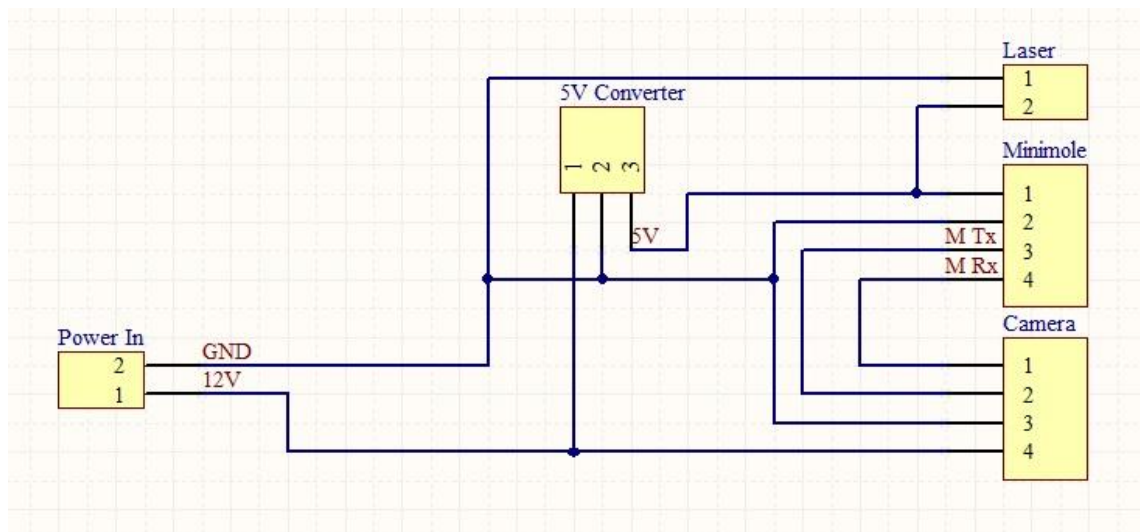 Laser
1
2
5V Converter
1 2 3
Minimole
1
2
5V
M Tx
3
M Rx
4
Camera
1
2
3
4
Power In
2
GND
1
12V